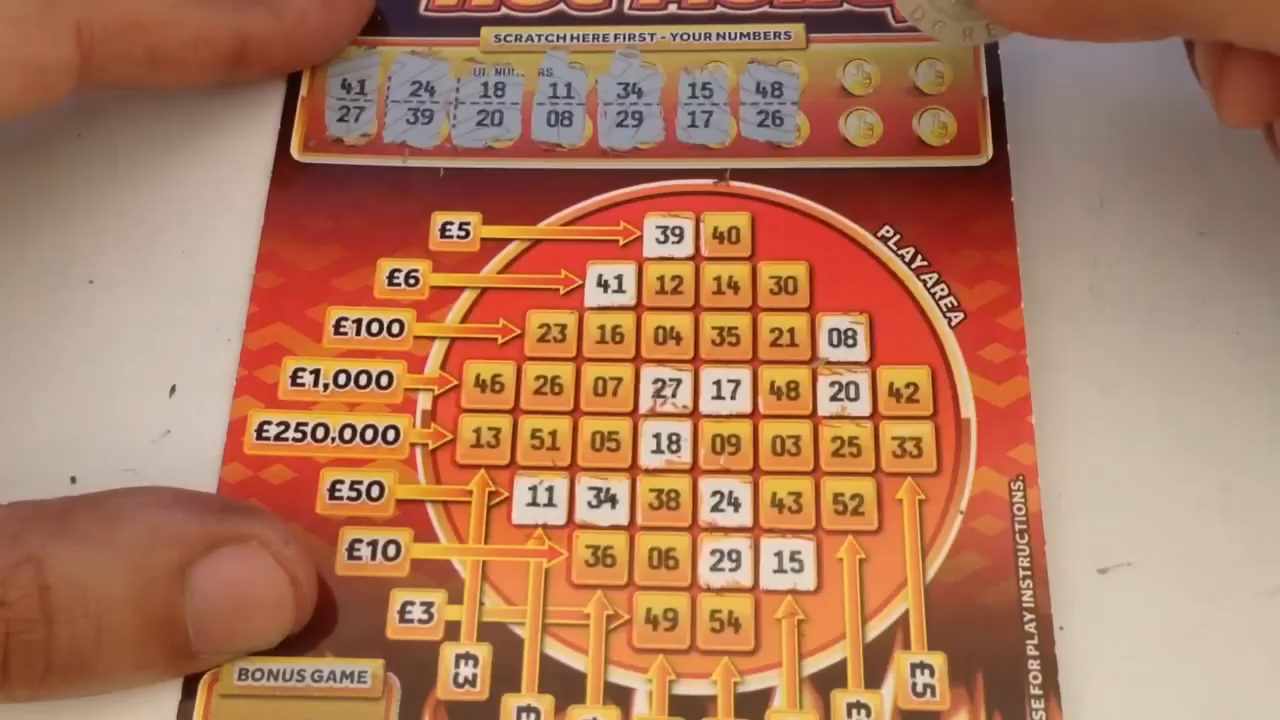 SCRATCH HERE FIRST - YOUR NUMBERS
41 24 18 11 34 15 48
27 39 20 08 29 17 26
PLAY AREA
£5 39 40
£6 41 12 14 30
£100 23 16 04 35 21 08
£1,000 46 26 07 27 17 48 20 42
£250,000 13 51 05 18 09 03 25 33
£50 11 34 38 24 43 52
£10 36 06 29 15
£3 49 54
£3 £5
BONUS GAME
FOR PLAY INSTRUCTIONS.